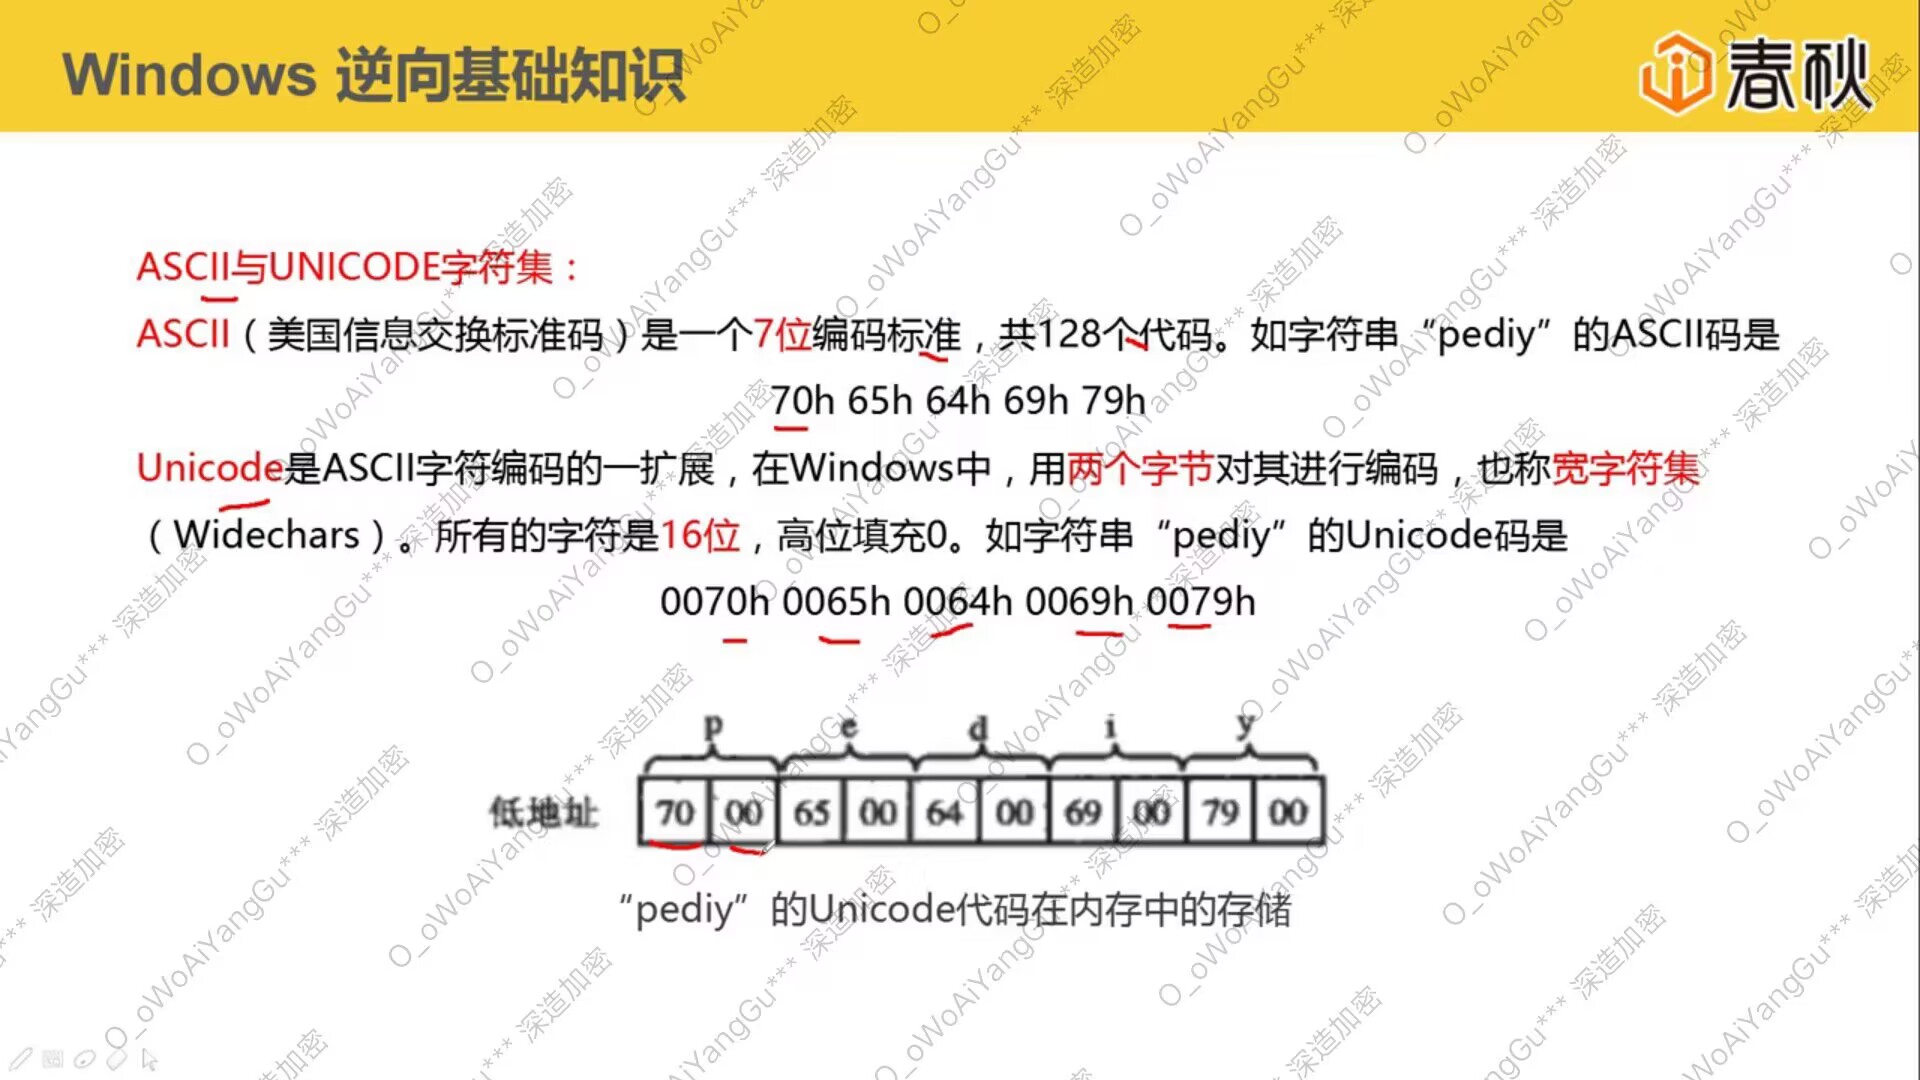 Windows 逆向基础知识
春秋
ASCII与UNICODE字符集：
ASCII（美国信息交换标准码）是一个7位编码标准，共128个代码。如字符串“pediy”的ASCII码是
70h 65h 64h 69h 79h
Unicode是ASCII字符编码的一扩展，在Windows中，用两个字节对其进行编码，也称宽字符集
（Widechars）。所有的字符是16位，高位填充0。如字符串“pediy”的Unicode码是
0070h 0065h 0064h 0069h 0079h
p e d i y
低地址 70 00 65 00 64 00 69 00 79 00
“pediy”的Unicode代码在内存中的存储
O_oWoAiYangGu*** 深造加密